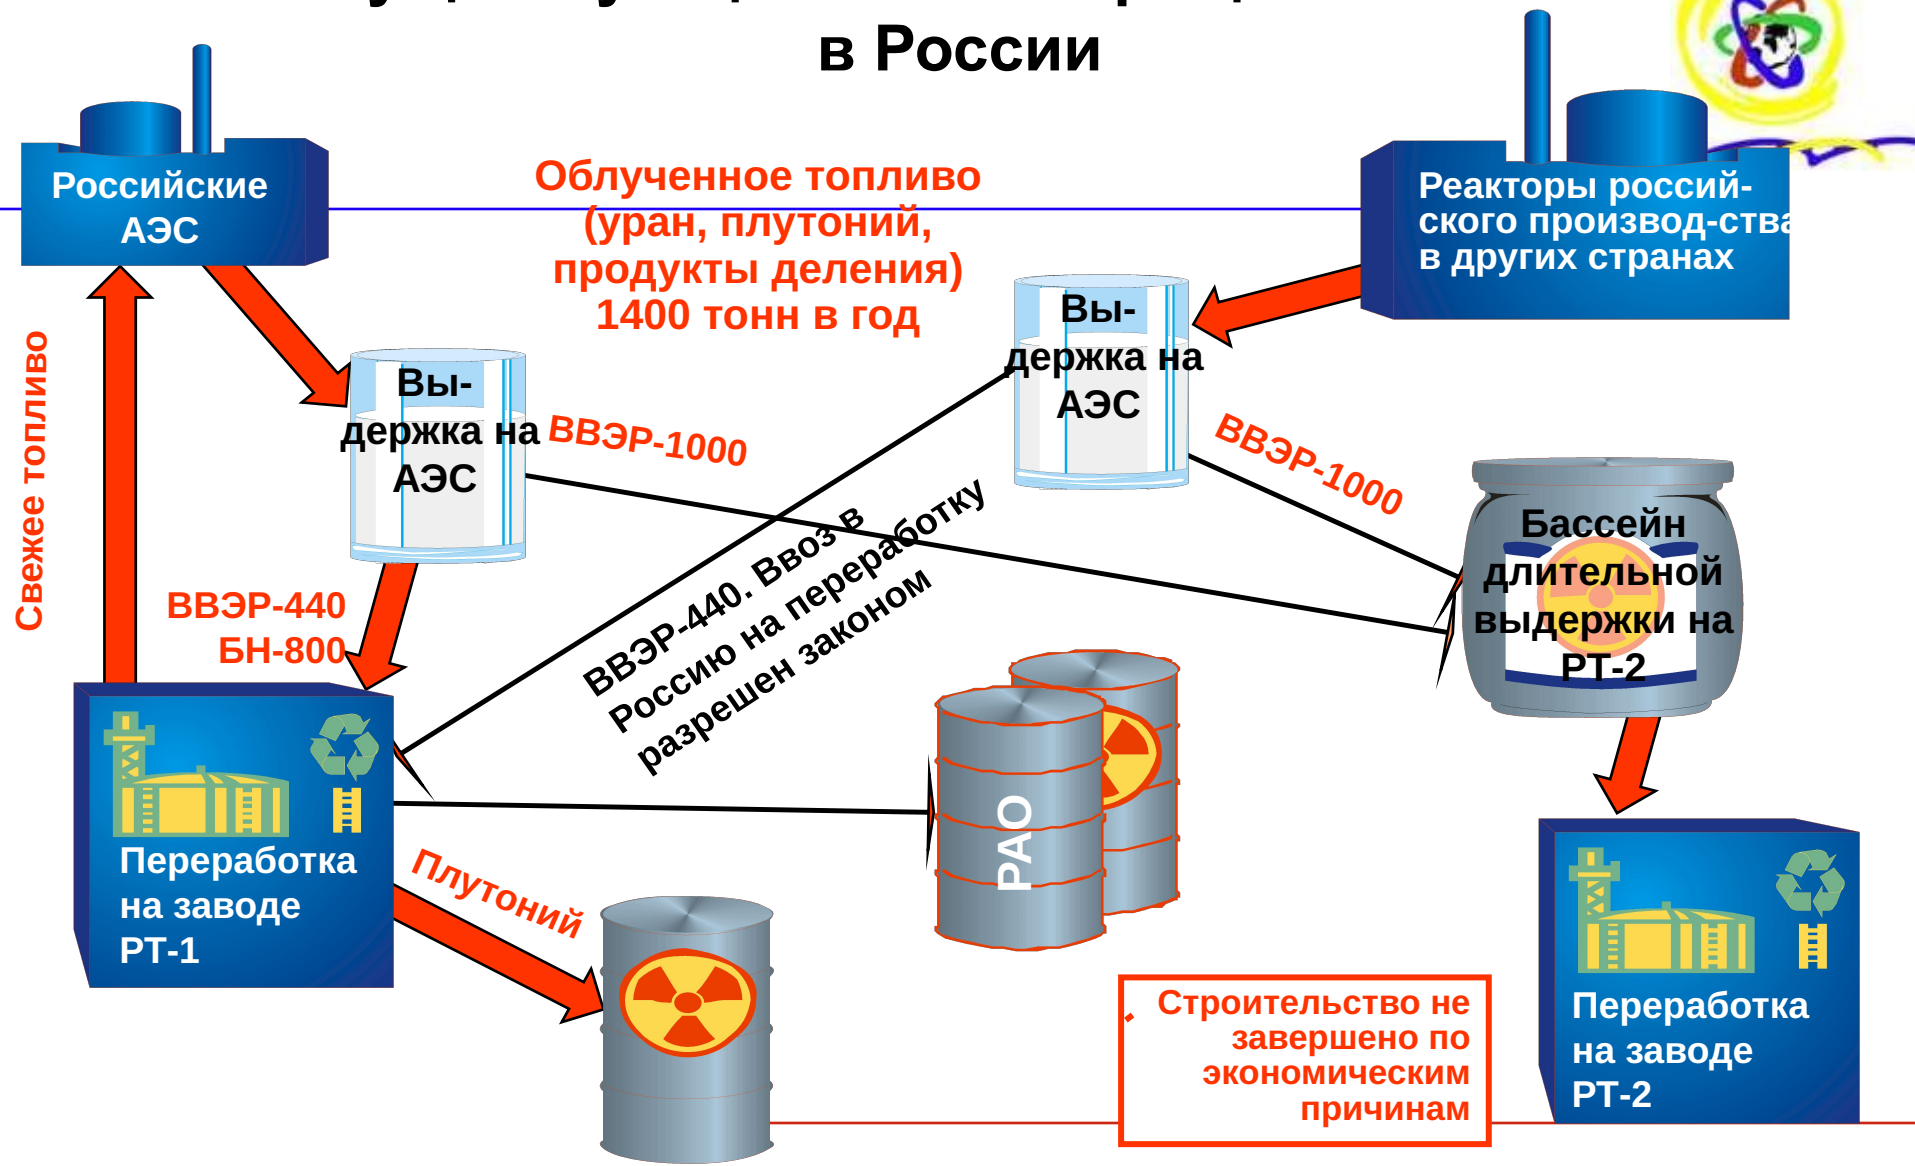 в России
Российские
АЭС
Облученное топливо
(уран, плутоний,
продукты деления)
1400 тонн в год
Реакторы россий-
ского производ-ства
в других странах
Вы-
держка на
АЭС
Вы-
держка на
АЭС
Свежее топливо
ВВЭР-1000
ВВЭР-1000
Бассейн
длительной
выдержки на
РТ-2
ВВЭР-440
БН-800
ВВЭР-440. Ввоз в
Россию на переработку
разрешен законом
РАО
Переработка
на заводе
РТ-1
Плутоний
Строительство не
завершено по
экономическим
причинам
Переработка
на заводе
РТ-2